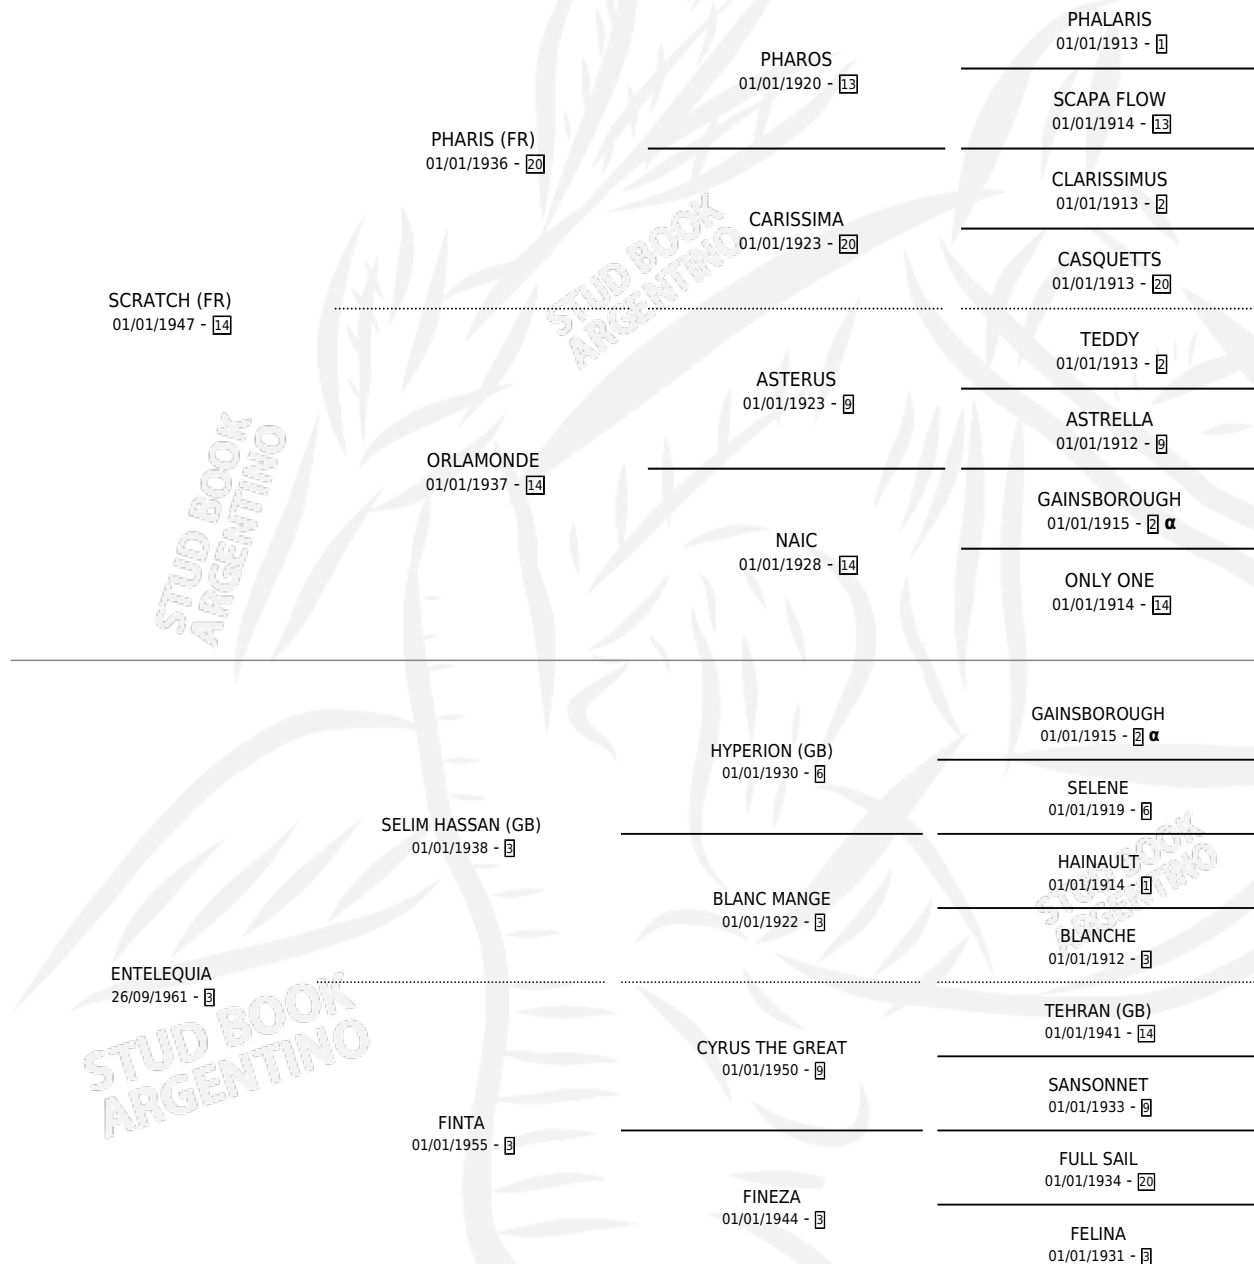 PHALARIS
01/01/1913 - 1
PHAROS
01/01/1920 - 13
SCAPA FLOW
01/01/1914 - 13
PHARIS (FR)
01/01/1936 - 20
CLARISSIMUS
01/01/1913 - 2
CARISSIMA
01/01/1923 - 20
CASQUETTS
01/01/1913 - 20
STUD BOOK
ARGENTINO
SCRATCH (FR)
01/01/1947 - 14
TEDDY
01/01/1913 - 2
ASTERUS
01/01/1923 - 9
ASTRELLA
01/01/1912 - 9
ORLAMONDE
01/01/1937 - 14
GAINSBOROUGH
01/01/1915 - 2 α
NAIC
01/01/1928 - 14
ONLY ONE
01/01/1914 - 14
STUD BOOK
ARGENTINO
GAINSBOROUGH
01/01/1915 - 2 α
HYPERION (GB)
01/01/1930 - 6
SELENE
01/01/1919 - 6
SELIM HASSAN (GB)
01/01/1938 - 3
HAINAULT
01/01/1914 - 1
BLANC MANGE
01/01/1922 - 3
BLANCHE
01/01/1912 - 3
STUD BOOK
ARGENTINO
ENTELEQUIA
26/09/1961 - 3
TEHRAN (GB)
01/01/1941 - 14
CYRUS THE GREAT
01/01/1950 - 9
SANSONNET
01/01/1933 - 9
STUD BOOK
ARGENTINO
FINTA
01/01/1955 - 3
FULL SAIL
01/01/1934 - 20
FINEZA
01/01/1944 - 3
FELINA
01/01/1931 - 3